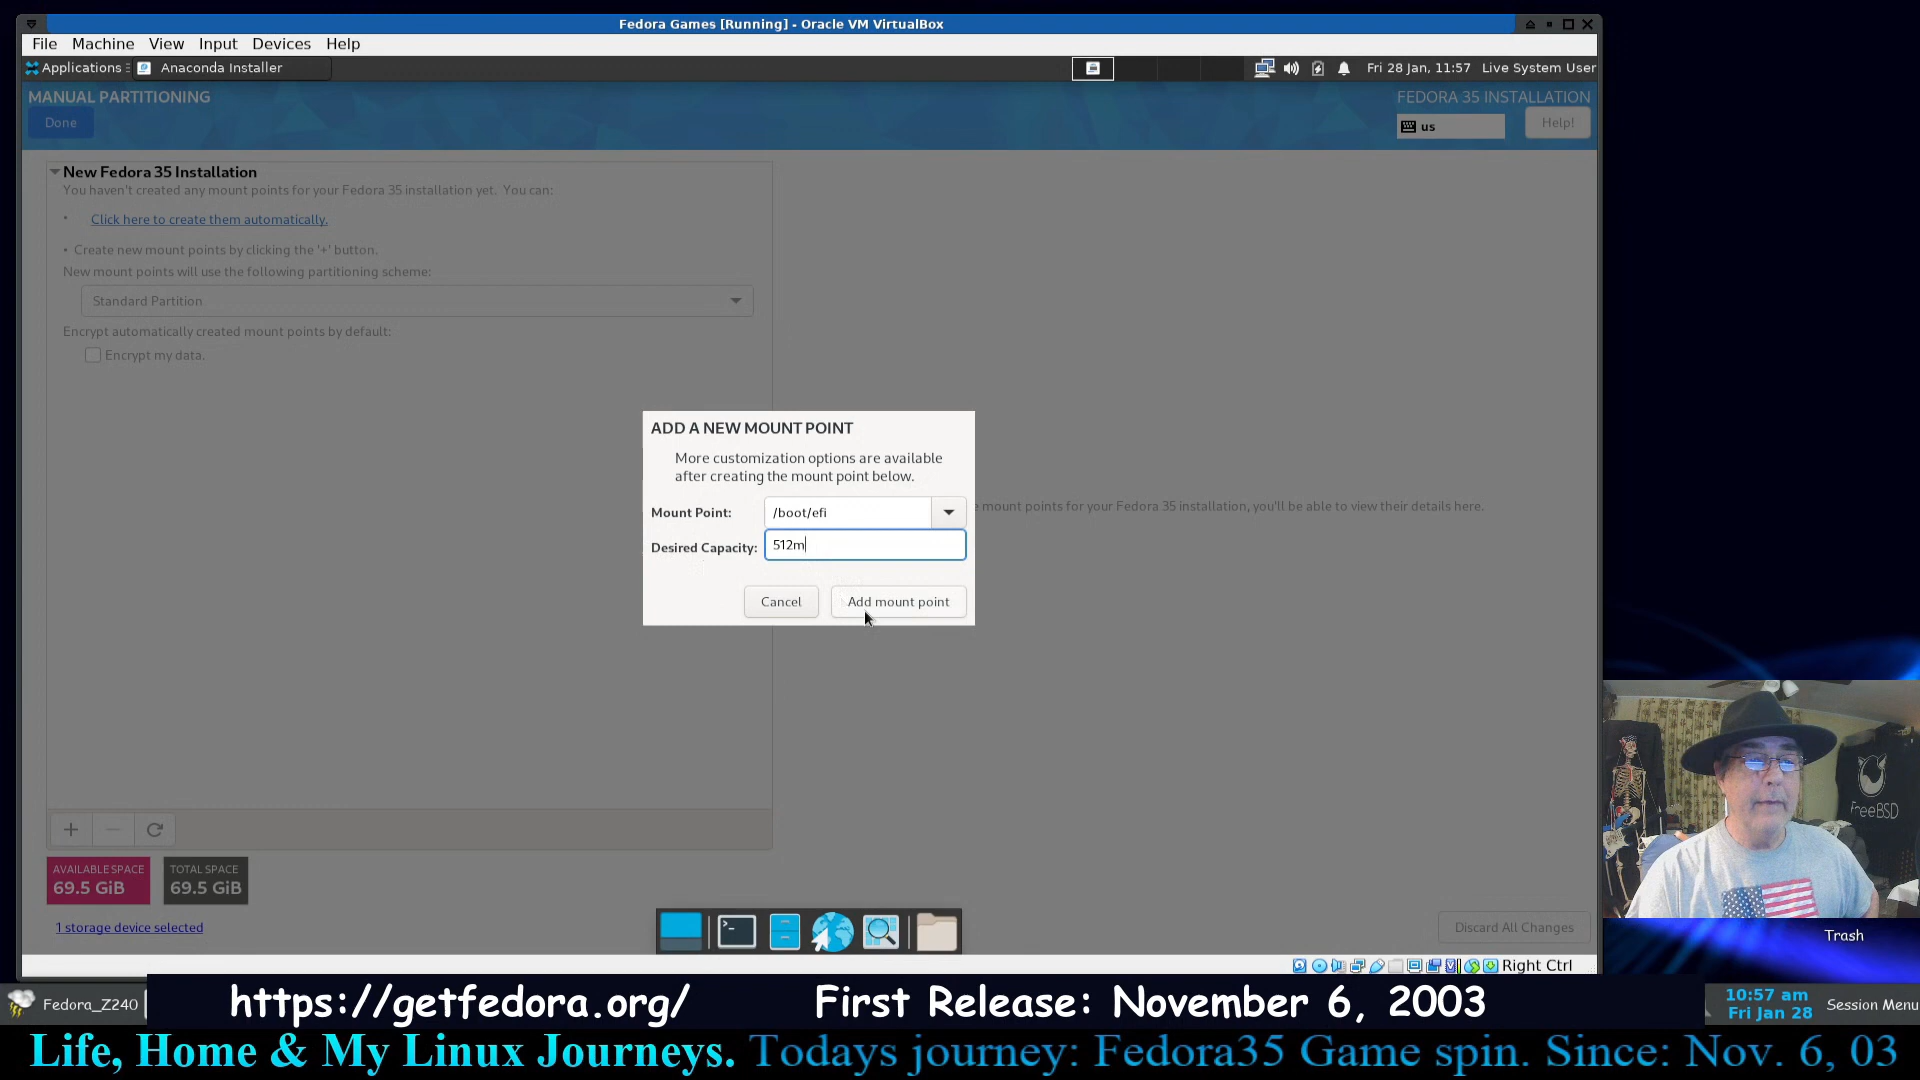 Fedora Games [Running] - Oracle VM VirtualBox
File Machine View Input Devices Help
Applications Anaconda Installer Fri 28 Jan, 11:57 Live System User
MANUAL PARTITIONING FEDORA 35 INSTALLATION
Done us Help!
New Fedora 35 Installation
You haven't created any mount points for your Fedora 35 installation yet. You can:
• Click here to create them automatically.
• Create new mount points by clicking the '+' button.
New mount points will use the following partitioning scheme:
Standard Partition
Encrypt automatically created mount points by default:
Encrypt my data.
ADD A NEW MOUNT POINT
More customization options are available
after creating the mount point below.
Mount Point: /boot/efi
mount points for your Fedora 35 installation, you'll be able to view their details here.
Desired Capacity: 512m
Cancel Add mount point
+ −
AVAILABLE SPACE
69.5 GiB
TOTAL SPACE
69.5 GiB
1 storage device selected
Discard All Changes
FreeBSD
Trash
Right Ctrl
Fedora_Z240
https://getfedora.org/ First Release: November 6, 2003
10:57 am
Fri Jan 28
Session Menu
Life, Home & My Linux Journeys. Todays journey: Fedora35 Game spin. Since: Nov. 6, 03